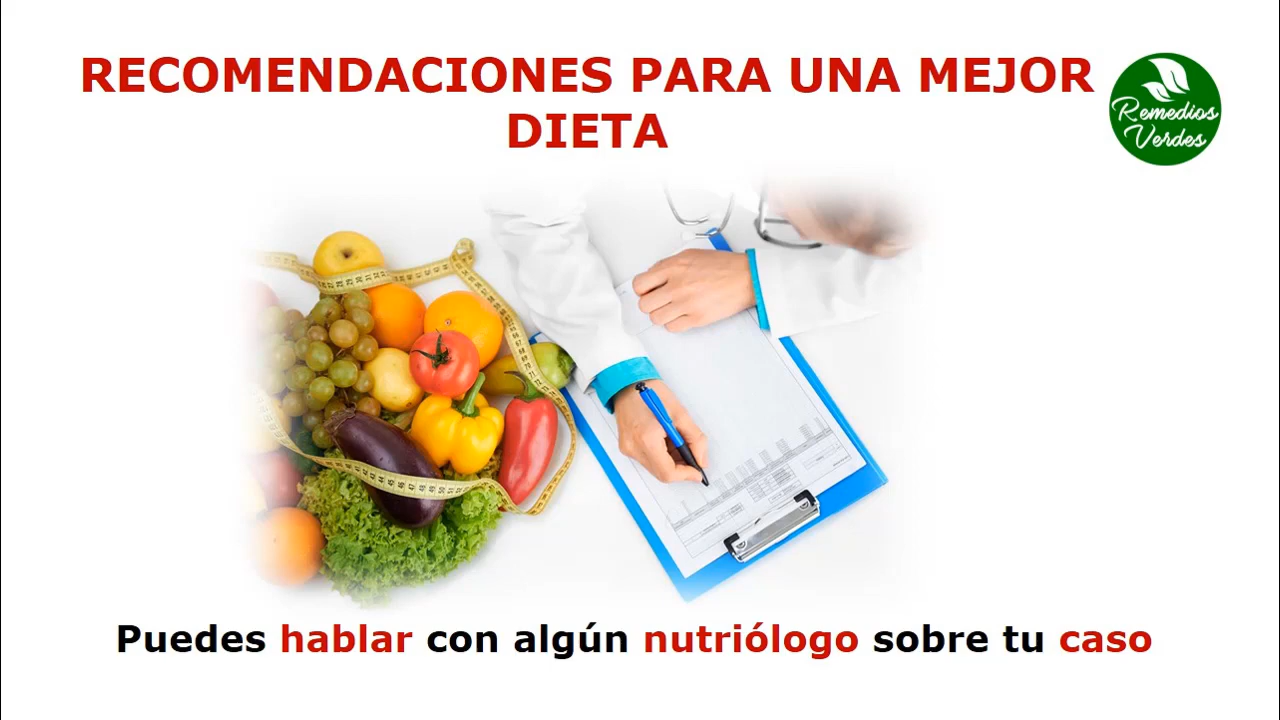 RECOMENDACIONES PARA UNA MEJOR
DIETA
Remedios
Verdes
Puedes hablar con algún nutriólogo sobre tu caso